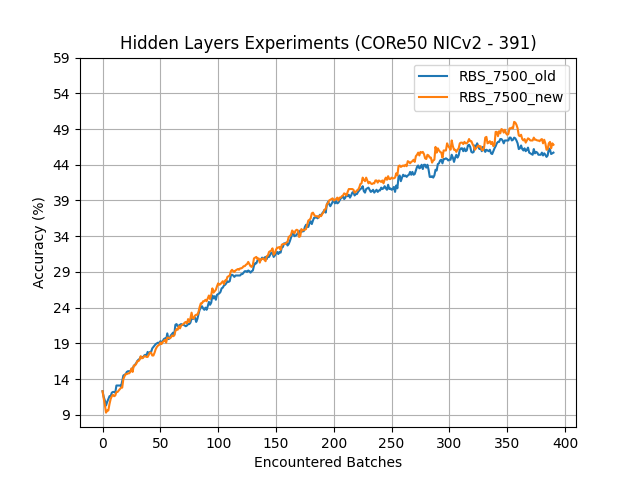 Hidden Layers Experiments (CORe50 NICv2 - 391)
RBS_7500_old
RBS_7500_new
Accuracy (%)
59
54
49
44
39
34
29
24
19
14
9
0 50 100 150 200 250 300 350 400
Encountered Batches